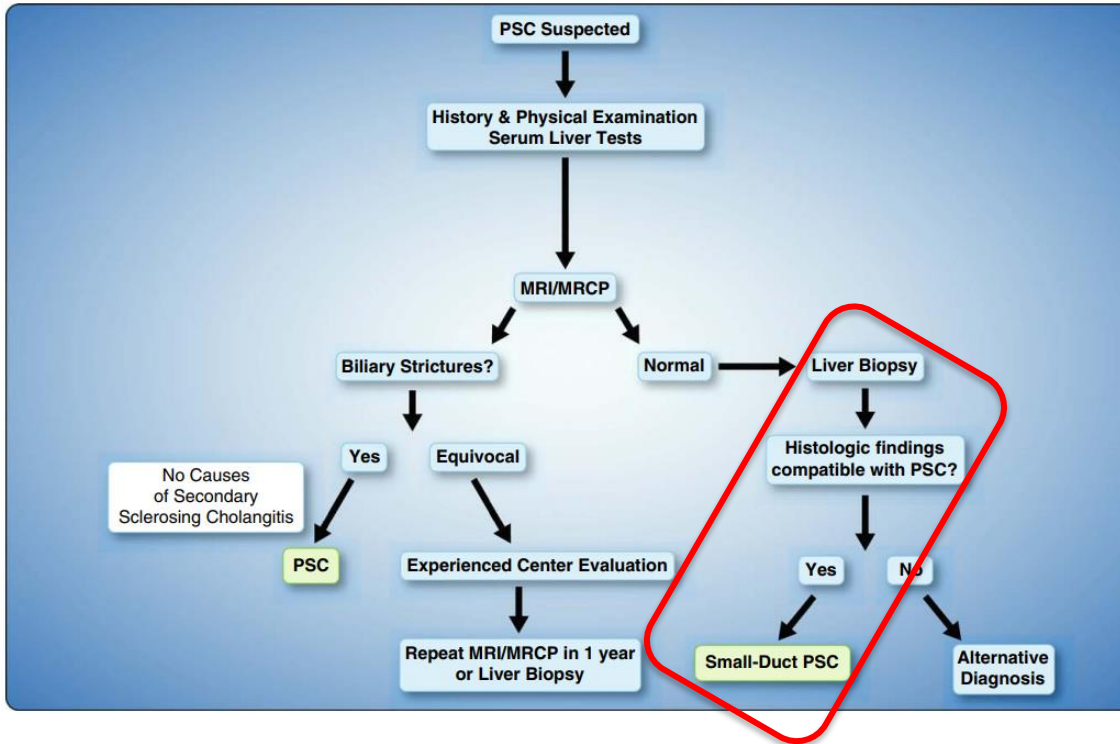 PSC Suspected
History & Physical Examination
Serum Liver Tests
MRI/MRCP
Biliary Strictures?
Normal
Liver Biopsy
Yes
Equivocal
Histologic findings
compatible with PSC?
No Causes
of Secondary
Sclerosing Cholangitis
PSC
Experienced Center Evaluation
Yes
No
Repeat MRI/MRCP in 1 year
or Liver Biopsy
Small-Duct PSC
Alternative
Diagnosis